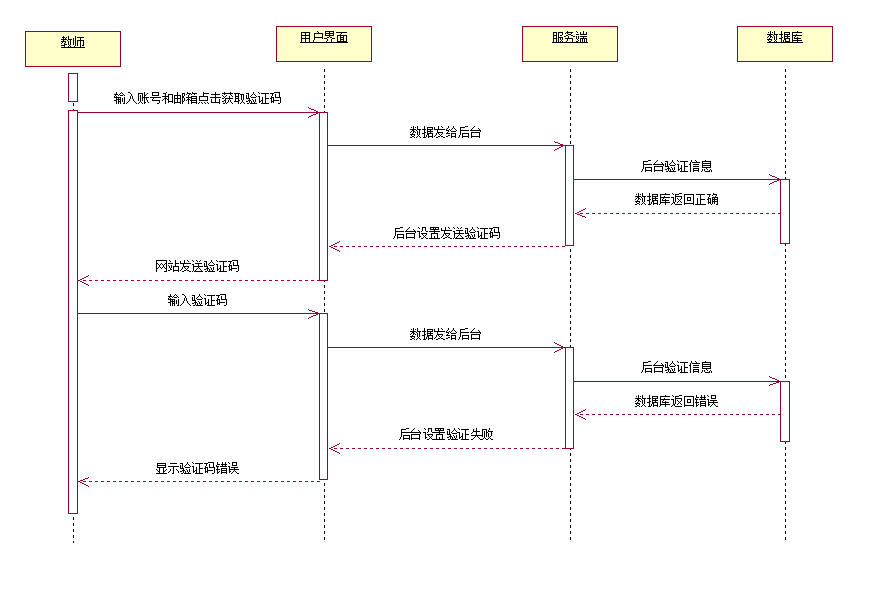 教师
用户界面
服务端
数据库
输入账号和邮箱点击获取验证码
数据发给后台
后台验证信息
数据库返回正确
后台设置发送验证码
网站发送验证码
输入验证码
数据发给后台
后台验证信息
数据库返回错误
后台设置验证失败
显示验证码错误